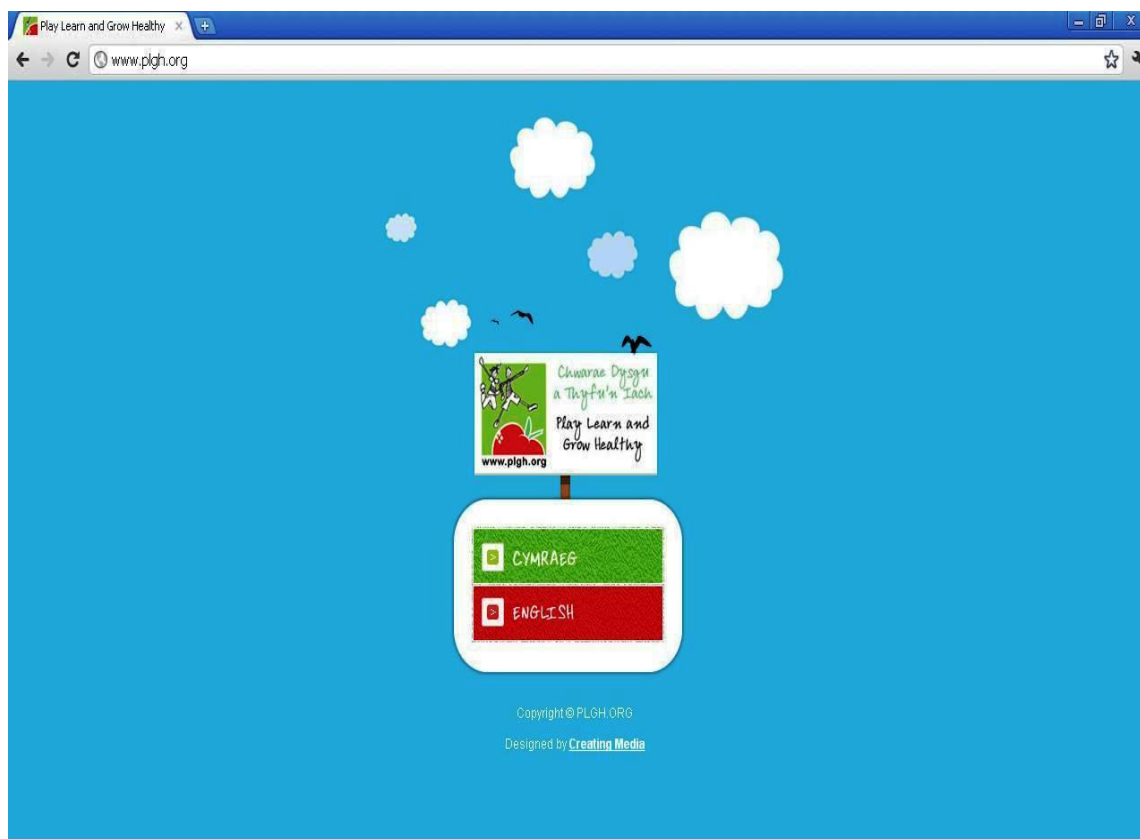 Play Learn and Grow Healthy
www.plgh.org
Chwarae Dysgu
a Thyfu'n Iach
Play Learn and
Grow Healthy
www.plgh.org
CYMRAEG
ENGLISH
Copyright © PLGH.ORG
Designed by Creating Media